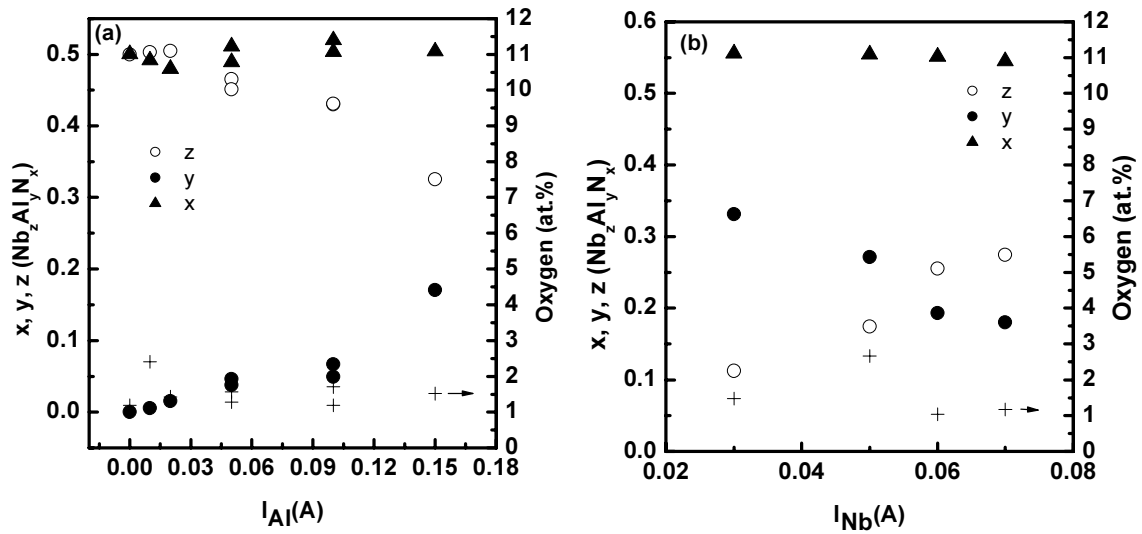 (a)
x, y, z (Nb_zAl_yN_x)
0.5
0.4
0.3
0.2
0.1
0.0
z
y
x
12
11
10
9
8
7
6
5
4
3
2
1
0
Oxygen (at.%)
0.00 0.03 0.06 0.09 0.12 0.15 0.18
I_Al(A)
(b)
x, y, z (Nb_zAl_yN_x)
0.6
0.5
0.4
0.3
0.2
0.1
0.0
z
y
x
12
11
10
9
8
7
6
5
4
3
2
1
0
Oxygen (at.%)
0.02 0.04 0.06 0.08
I_Nb(A)